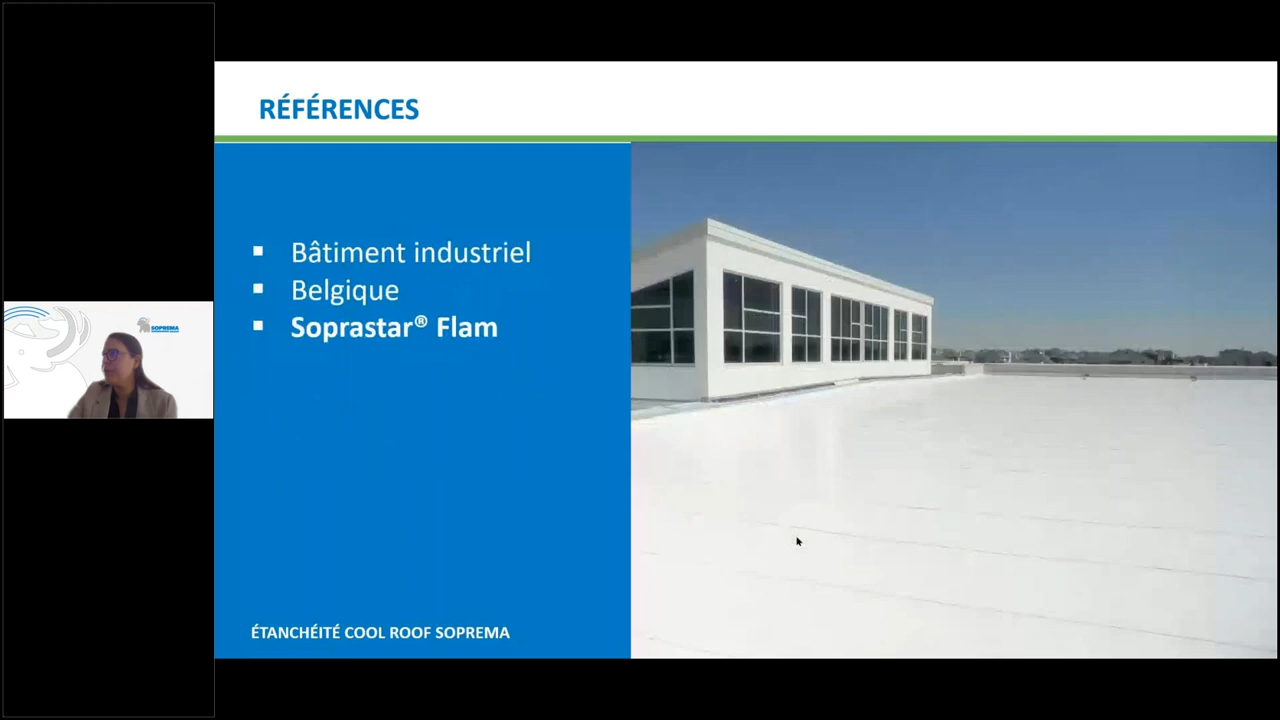 RÉFÉRENCES
▪ Bâtiment industriel
▪ Belgique
▪ Soprastar® Flam
ÉTANCHÉITÉ COOL ROOF SOPREMA
SOPREMA